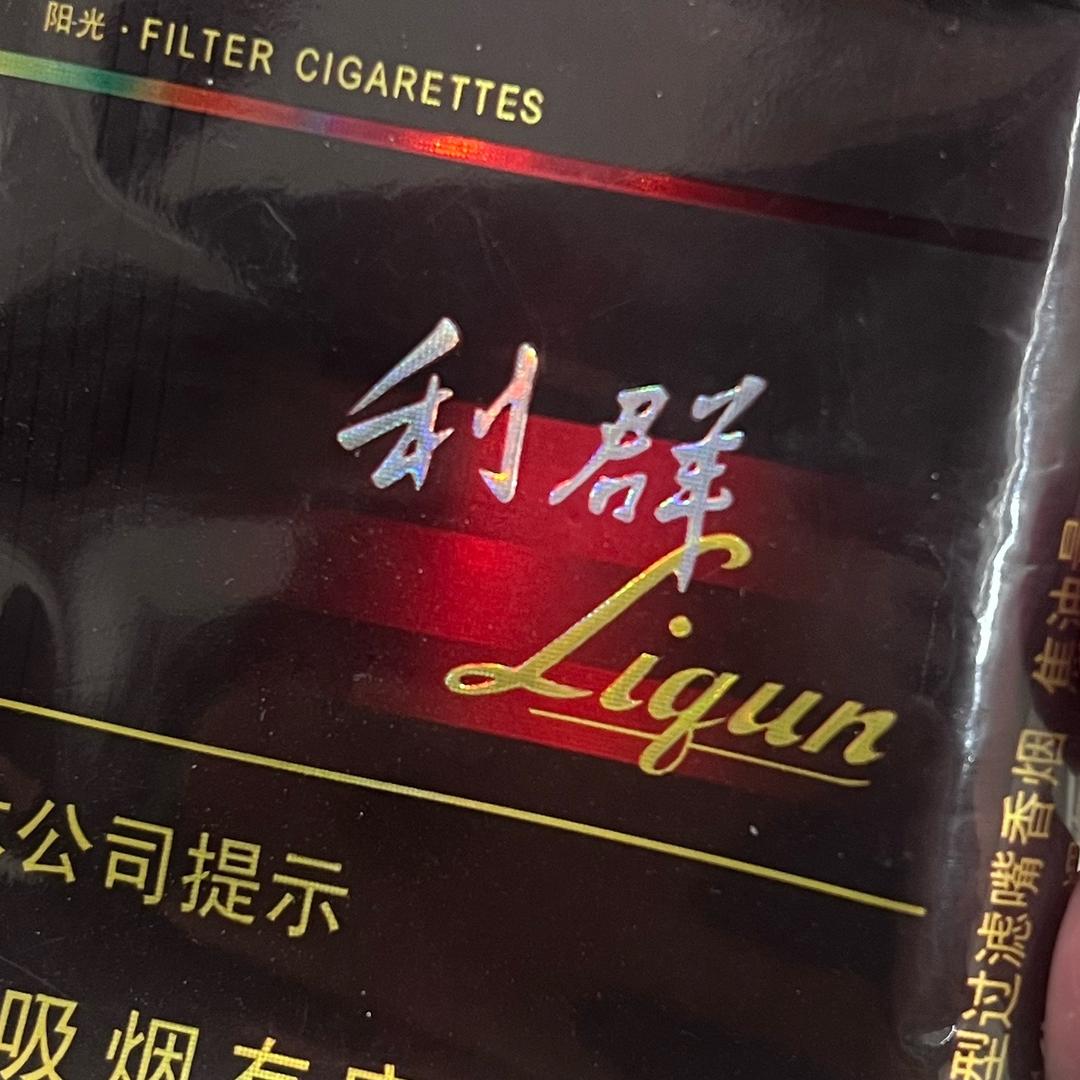 阳光·FILTER CIGARETTES
利群
Liqun
公司提示
吸烟有
焦油量
型过滤嘴香烟